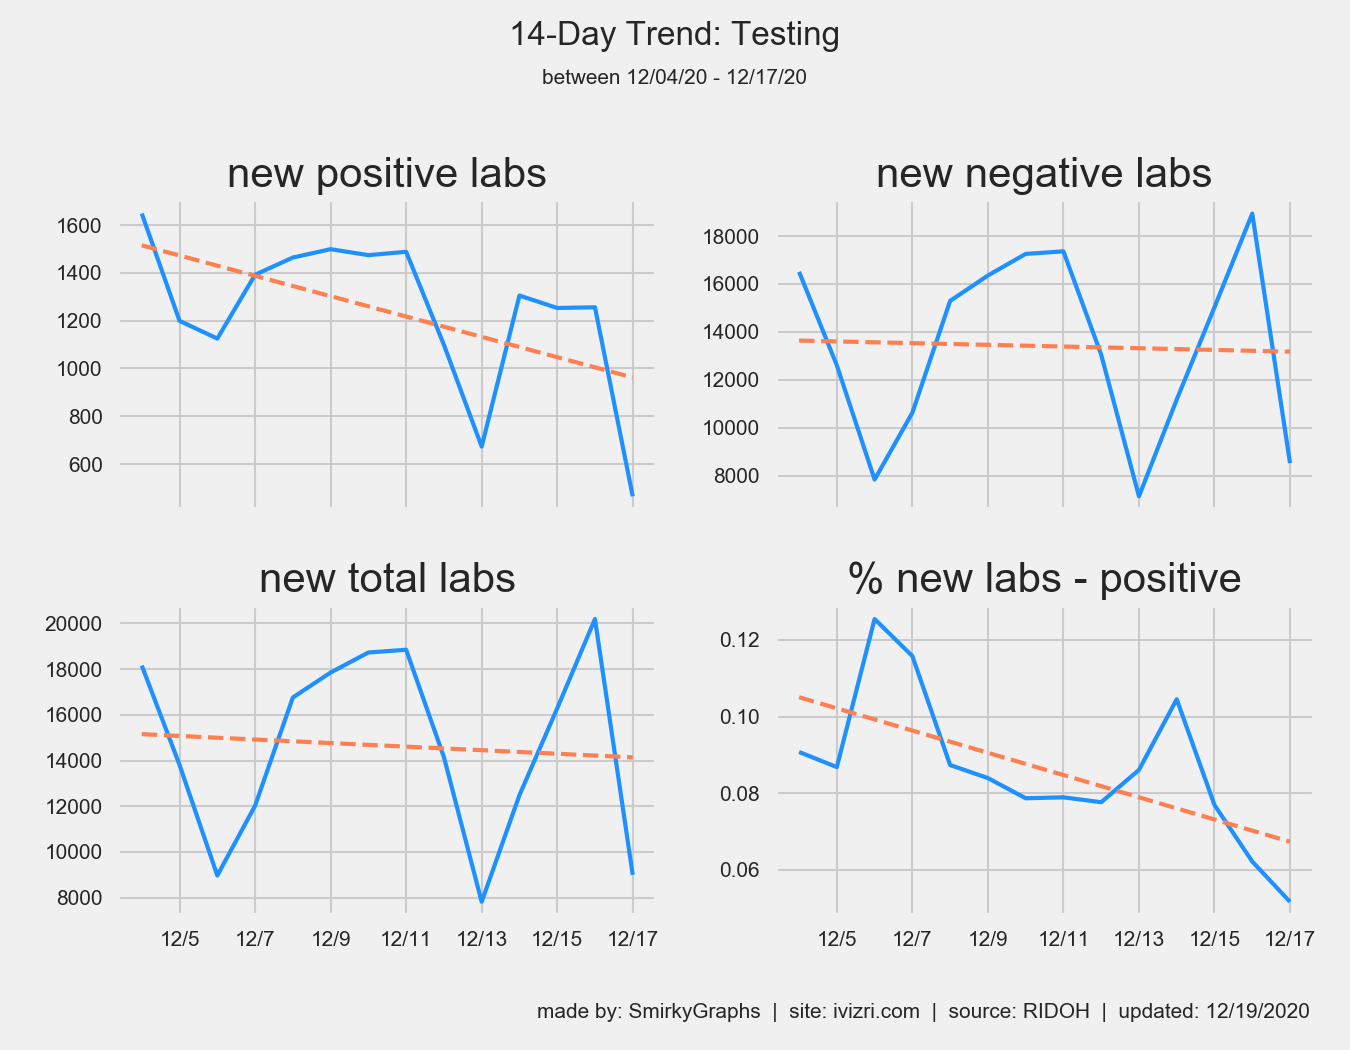 14-Day Trend: Testing
between 12/04/20 - 12/17/20
new positive labs
1600
1400
1200
1000
800
600
new negative labs
18000
16000
14000
12000
10000
8000
new total labs
20000
18000
16000
14000
12000
10000
8000
12/5 12/7 12/9 12/11 12/13 12/15 12/17
% new labs - positive
0.12
0.10
0.08
0.06
12/5 12/7 12/9 12/11 12/13 12/15 12/17
made by: SmirkyGraphs | site: ivizri.com | source: RIDOH | updated: 12/19/2020